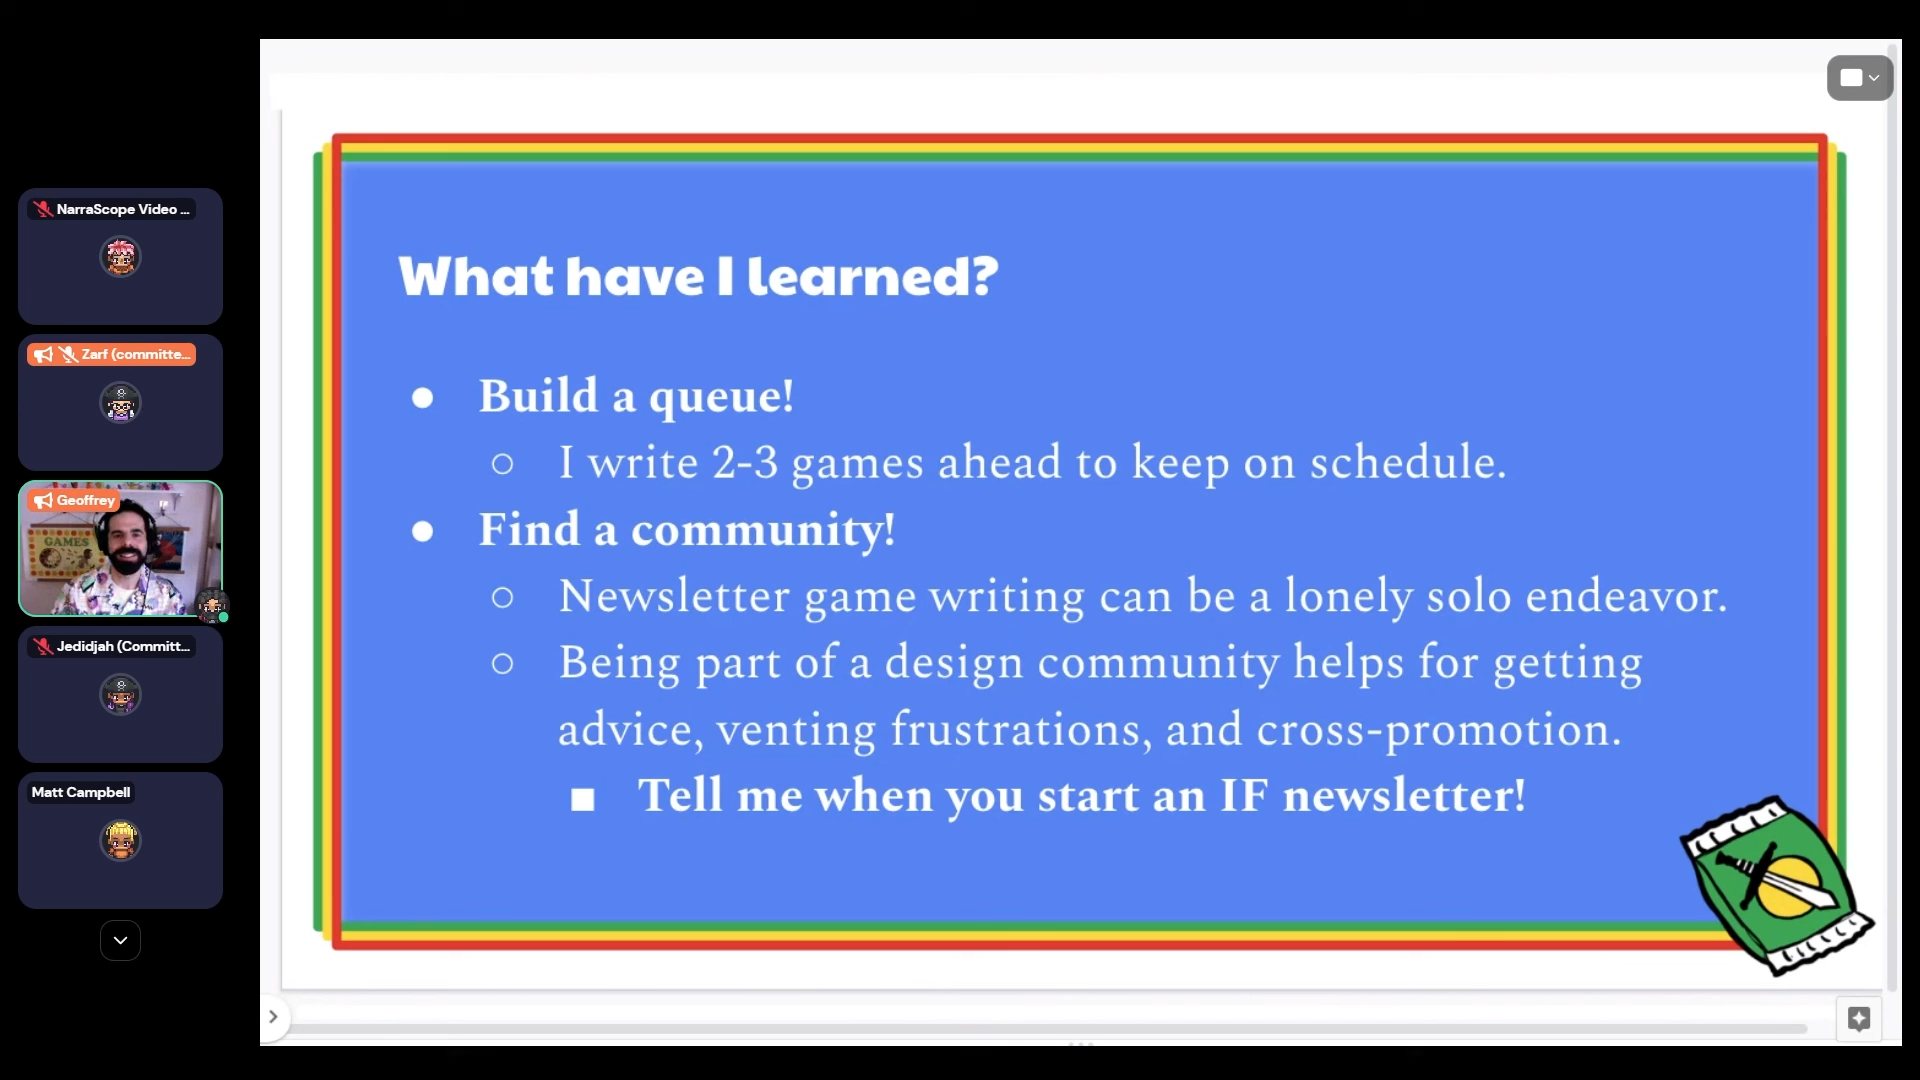 NarraScope Video ...
Zarf (committe...
Geoffrey
GAMES
Jedidjah (Committ...
Matt Campbell
What have I learned?
● Build a queue!
○ I write 2-3 games ahead to keep on schedule.
● Find a community!
○ Newsletter game writing can be a lonely solo endeavor.
○ Being part of a design community helps for getting
advice, venting frustrations, and cross-promotion.
■ Tell me when you start an IF newsletter!